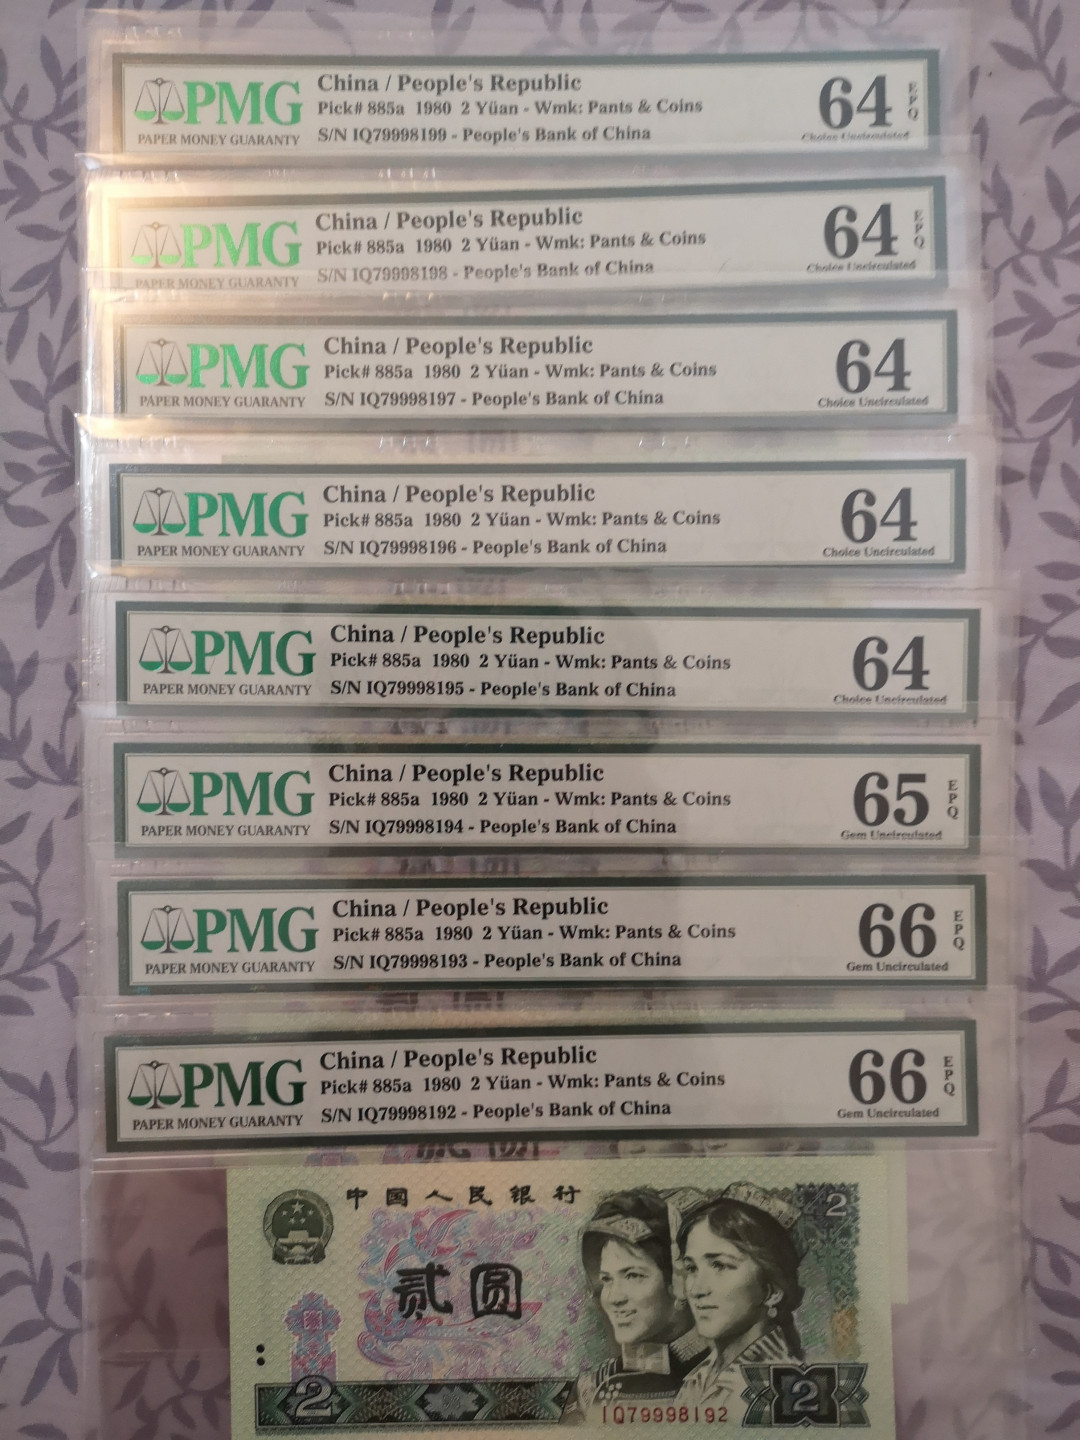 PMG
PAPER MONEY GUARANTY
China / People's Republic
Pick# 885a 1980 2 Yüan - Wmk: Pants & Coins
S/N IQ79998199 - People's Bank of China
64
EPQ
Choice Uncirculated
PMG
PAPER MONEY GUARANTY
China / People's Republic
Pick# 885a 1980 2 Yüan - Wmk: Pants & Coins
S/N IQ79998198 - People's Bank of China
64
EPQ
Choice Uncirculated
PMG
PAPER MONEY GUARANTY
China / People's Republic
Pick# 885a 1980 2 Yüan - Wmk: Pants & Coins
S/N IQ79998197 - People's Bank of China
64
Choice Uncirculated
PMG
PAPER MONEY GUARANTY
China / People's Republic
Pick# 885a 1980 2 Yüan - Wmk: Pants & Coins
S/N IQ79998196 - People's Bank of China
64
Choice Uncirculated
PMG
PAPER MONEY GUARANTY
China / People's Republic
Pick# 885a 1980 2 Yüan - Wmk: Pants & Coins
S/N IQ79998195 - People's Bank of China
64
Choice Uncirculated
PMG
PAPER MONEY GUARANTY
China / People's Republic
Pick# 885a 1980 2 Yüan - Wmk: Pants & Coins
S/N IQ79998194 - People's Bank of China
65
EPQ
Gem Uncirculated
PMG
PAPER MONEY GUARANTY
China / People's Republic
Pick# 885a 1980 2 Yüan - Wmk: Pants & Coins
S/N IQ79998193 - People's Bank of China
66
EPQ
Gem Uncirculated
PMG
PAPER MONEY GUARANTY
China / People's Republic
Pick# 885a 1980 2 Yüan - Wmk: Pants & Coins
S/N IQ79998192 - People's Bank of China
66
EPQ
Gem Uncirculated
中国人民银行
2
贰圆
2
IQ79998192
2